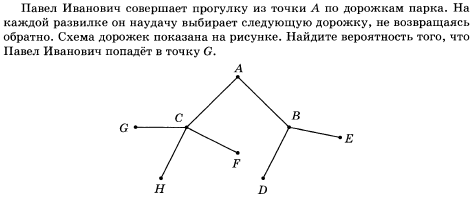 Павел Иванович совершает прогулку из точки A по дорожкам парка. На
каждой развилке он наудачу выбирает следующую дорожку, не возвращаясь
обратно. Схема дорожек показана на рисунке. Найдите вероятность того, что
Павел Иванович попадёт в точку G.
A
C
B
G
E
F
H
D